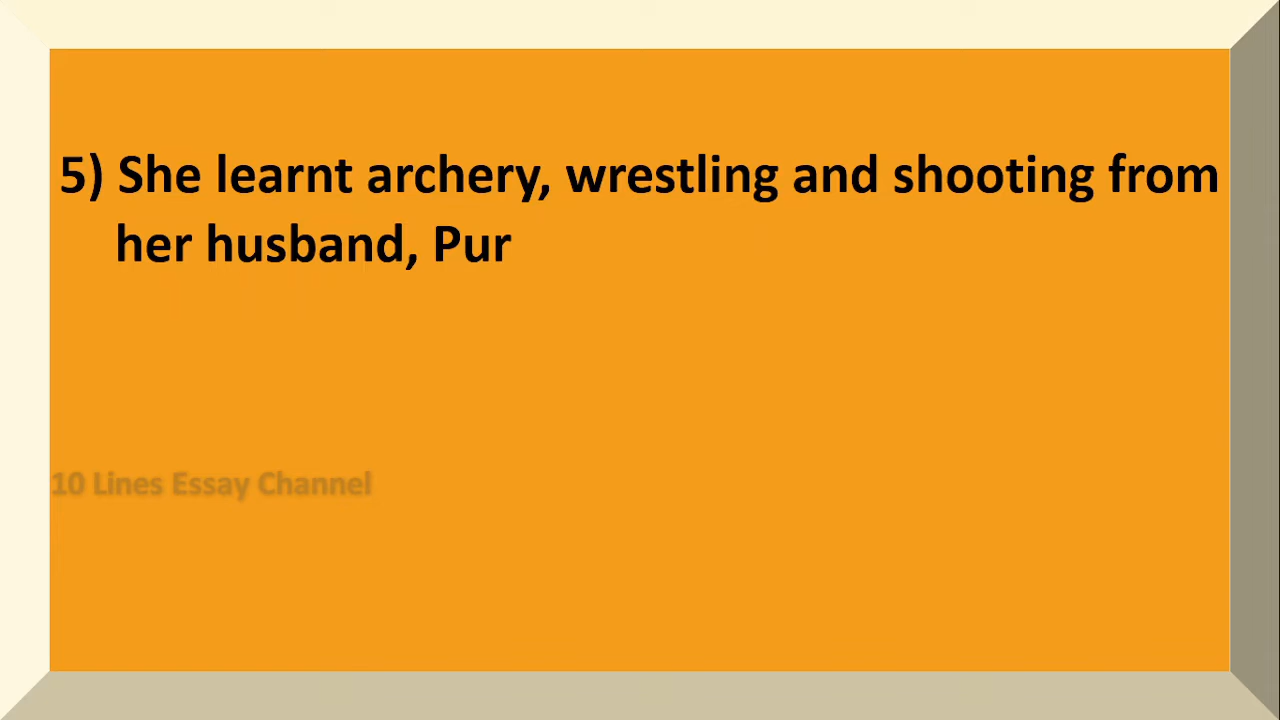 5) She learnt archery, wrestling and shooting from
her husband, Pur
10 Lines Essay Channel